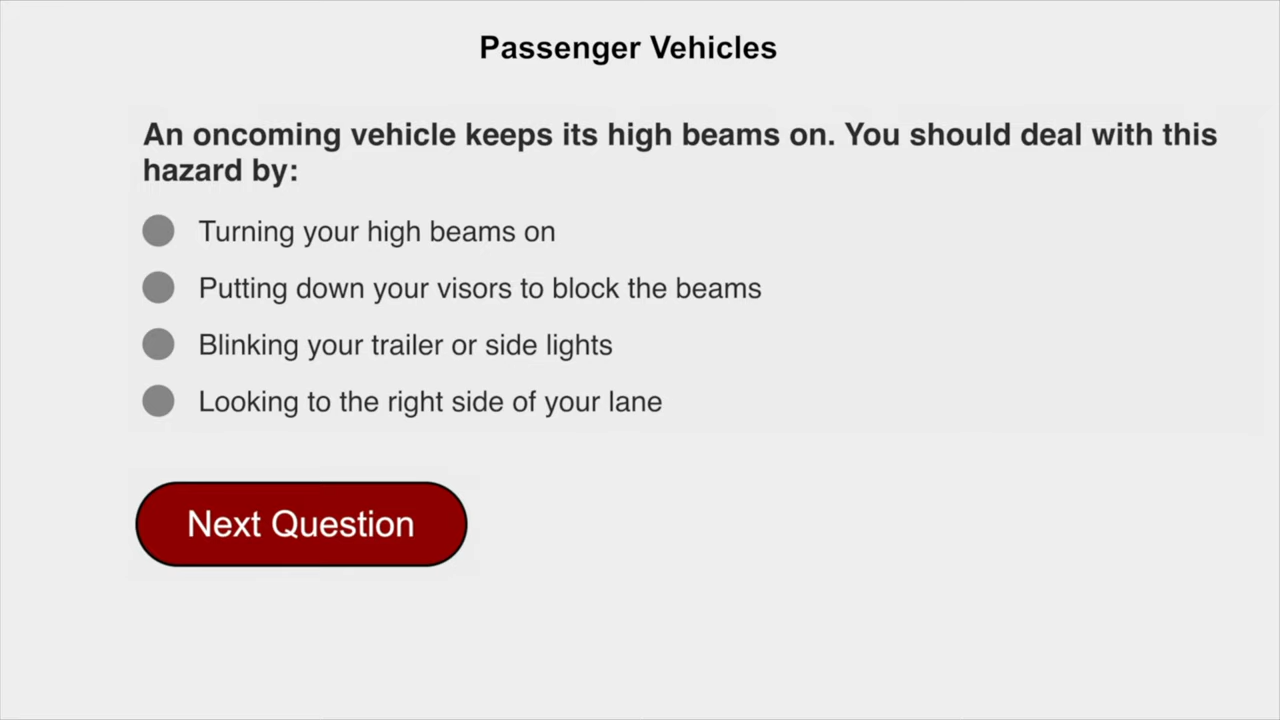 Passenger Vehicles
An oncoming vehicle keeps its high beams on. You should deal with this
hazard by:
Turning your high beams on
Putting down your visors to block the beams
Blinking your trailer or side lights
Looking to the right side of your lane
Next Question